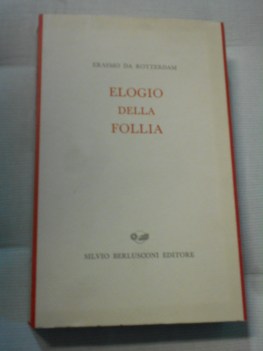 ERASMO DA ROTTERDAM
ELOGIO
DELLA
FOLLIA
SILVIO BERLUSCONI EDITORE